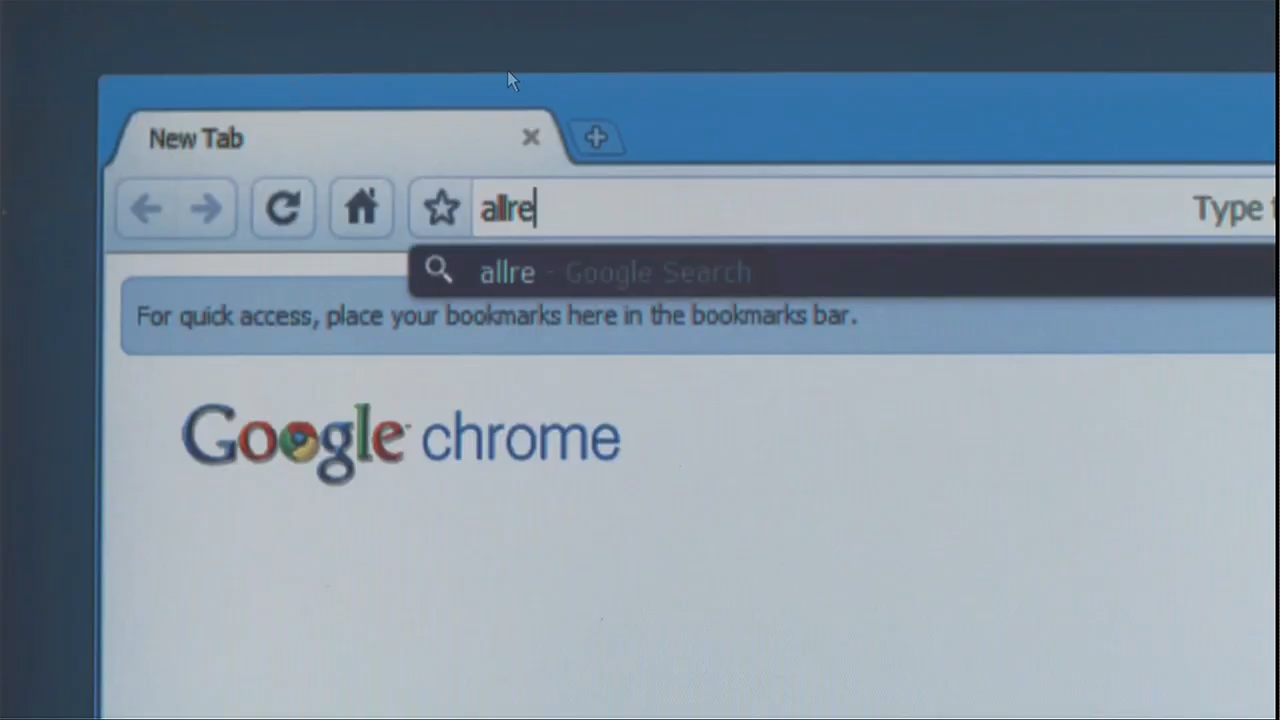 New Tab
allre
Type
allre - Google Search
For quick access, place your bookmarks here in the bookmarks bar.
Google chrome